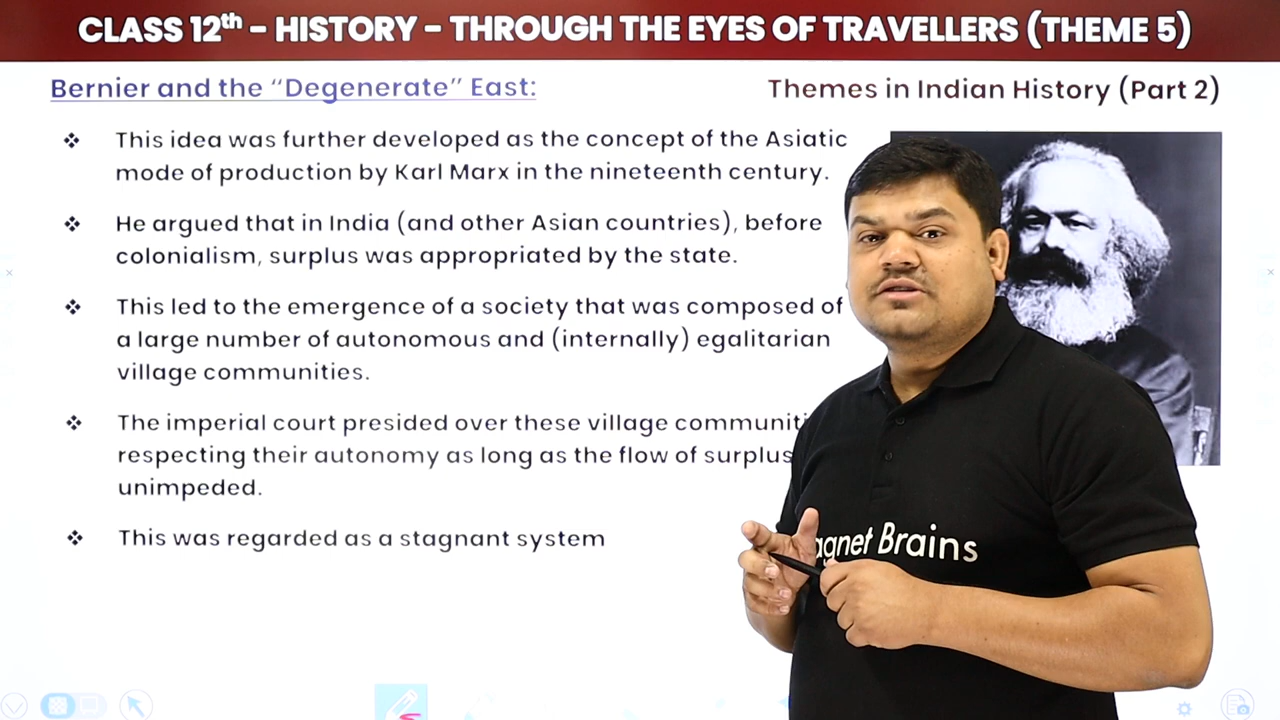 CLASS 12th – HISTORY – THROUGH THE EYES OF TRAVELLERS (THEME 5)
Bernier and the “Degenerate” East:
Themes in Indian History (Part 2)
❖ This idea was further developed as the concept of the Asiatic
mode of production by Karl Marx in the nineteenth century.
❖ He argued that in India (and other Asian countries), before
colonialism, surplus was appropriated by the state.
❖ This led to the emergence of a society that was composed of
a large number of autonomous and (internally) egalitarian
village communities.
❖ The imperial court presided over these village communiti
respecting their autonomy as long as the flow of surplus
unimpeded.
❖ This was regarded as a stagnant system
agnet Brains